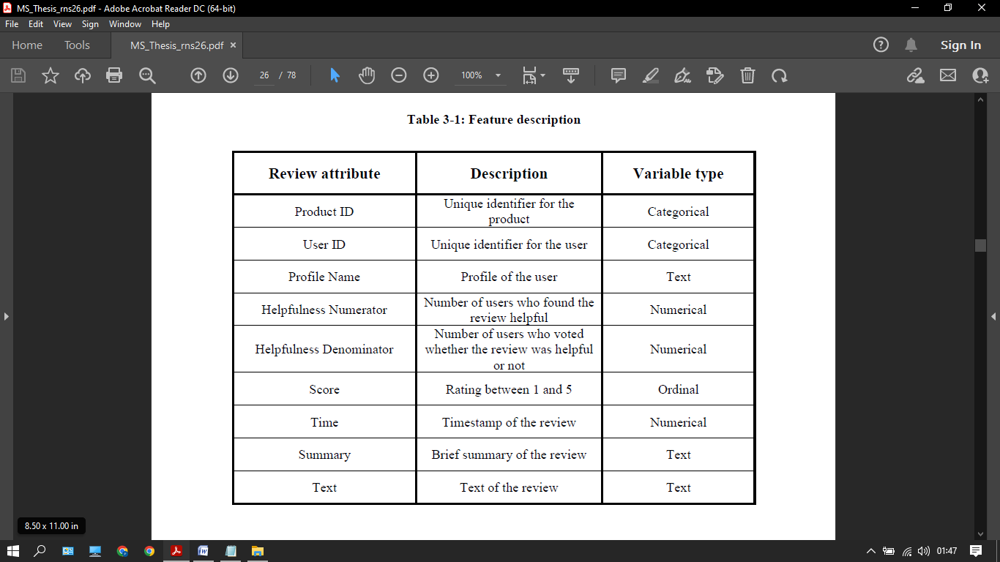 MS_Thesis_rns26.pdf - Adobe Acrobat Reader DC (64-bit)
File Edit View Sign Window Help
Home Tools MS_Thesis_rns26.pdf × Sign In
26 / 78 100%
Table 3-1: Feature description
Review attribute Description Variable type
Product ID Unique identifier for the product Categorical
User ID Unique identifier for the user Categorical
Profile Name Profile of the user Text
Helpfulness Numerator Number of users who found the review helpful Numerical
Helpfulness Denominator Number of users who voted whether the review was helpful or not Numerical
Score Rating between 1 and 5 Ordinal
Time Timestamp of the review Numerical
Summary Brief summary of the review Text
Text Text of the review Text
8.50 x 11.00 in
01:47